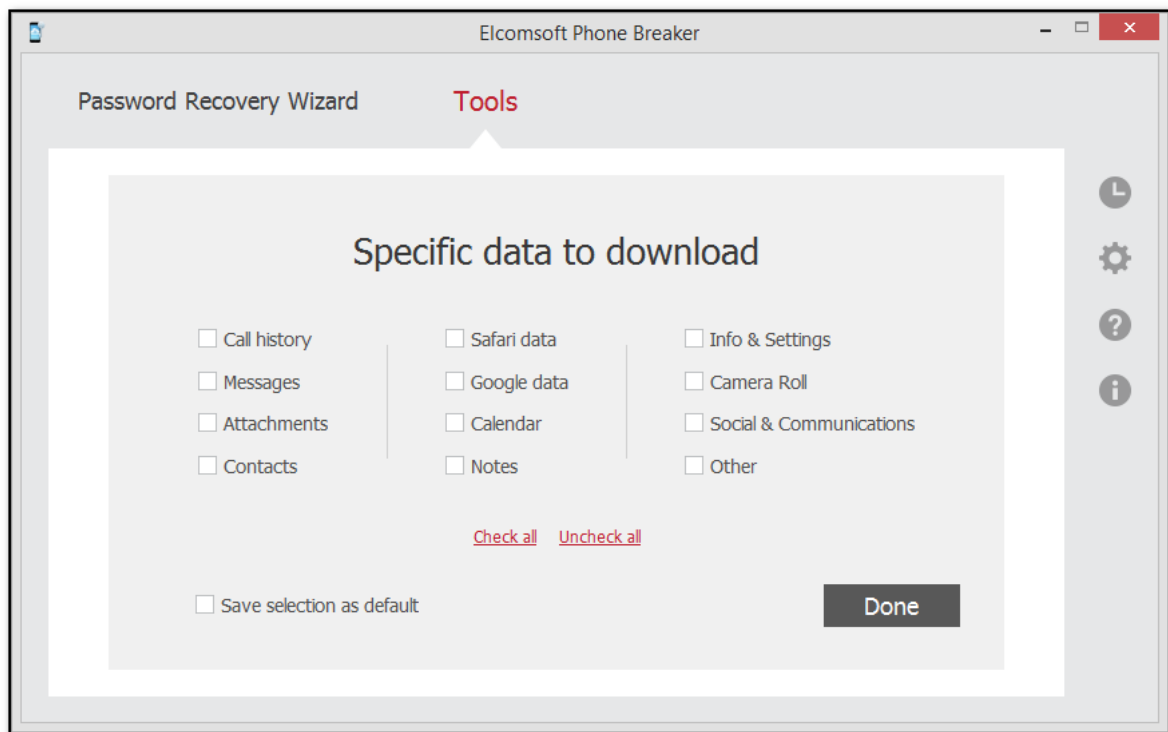 Elcomsoft Phone Breaker
Password Recovery Wizard
Tools
Specific data to download
Call history
Safari data
Info & Settings
Messages
Google data
Camera Roll
Attachments
Calendar
Social & Communications
Contacts
Notes
Other
Check all
Uncheck all
Save selection as default
Done